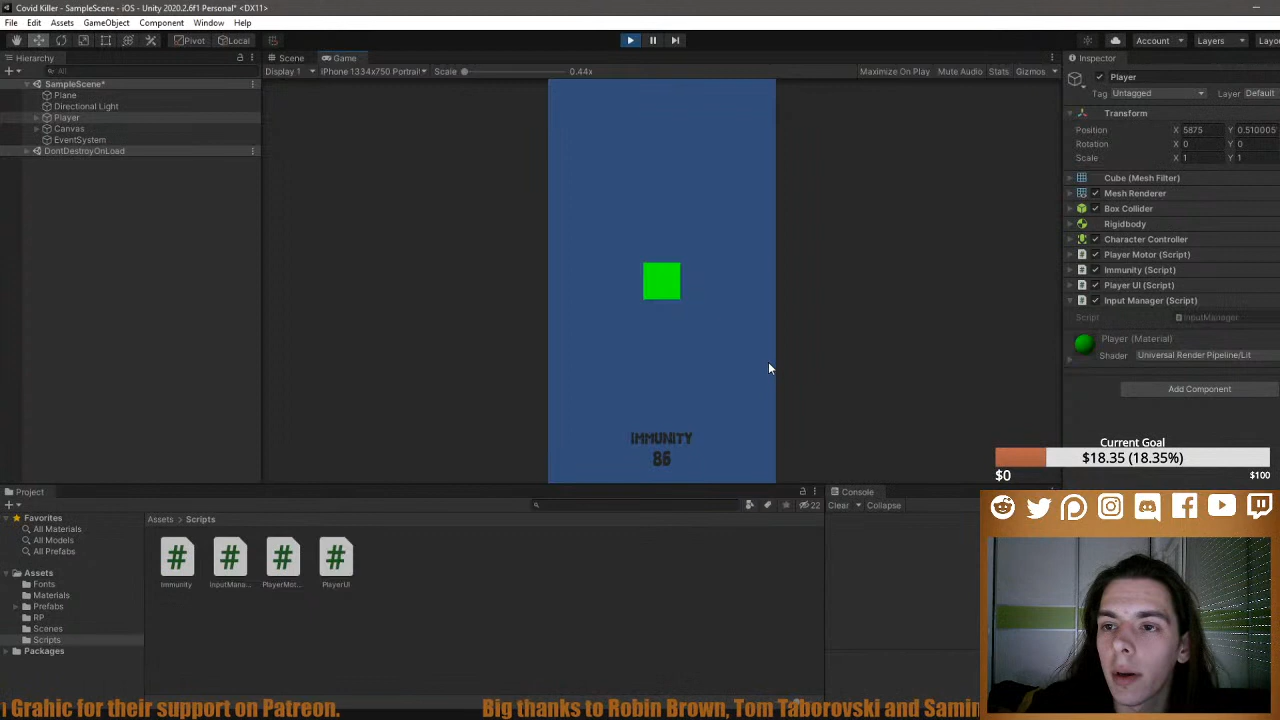 Covid Killer - SampleScene - iOS - Unity 2020.2.6f1 Personal* <DX11>
File Edit Assets GameObject Component Window Help
Pivot Local Account Layers Layou
Hierarchy
All
SampleScene*
Plane
Directional Light
Player
Canvas
EventSystem
DontDestroyOnLoad
Scene Game
Display 1 iPhone 1334x750 Portrait Scale 0.44x Maximize On Play Mute Audio Stats Gizmos
IMMUNITY
86
Inspector
Player
Tag Untagged Layer Default
Transform
Position X 5875 Y 0.510005
Rotation X 0 Y 0
Scale X 1 Y 1
Cube (Mesh Filter)
Mesh Renderer
Box Collider
Rigidbody
Character Controller
Player Motor (Script)
Immunity (Script)
Player UI (Script)
Input Manager (Script)
Script InputManager
Player (Material)
Shader Universal Render Pipeline/Lit
Add Component
Current Goal
$18.35 (18.35%)
$0 $100
Project
22
Favorites
All Materials
All Models
All Prefabs
Assets
Fonts
Materials
Prefabs
RP
Scenes
Scripts
Packages
Assets > Scripts
# # # #
Immunity InputMana... PlayerMot... PlayerUI
Console
Clear Collapse
n Grahic for their support on Patreon. Big thanks to Robin Brown, Tom Taborovski and Samin